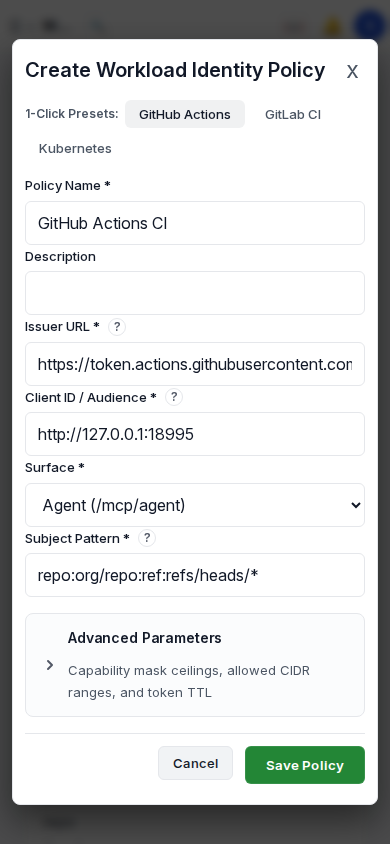 Create Workload Identity Policy X
1-Click Presets: GitHub Actions GitLab CI
Kubernetes
Policy Name *
GitHub Actions CI
Description
Issuer URL * ?
https://token.actions.githubusercontent.com
Client ID / Audience * ?
http://127.0.0.1:18995
Surface *
Agent (/mcp/agent)
Subject Pattern * ?
repo:org/repo:ref:refs/heads/*
Advanced Parameters
Capability mask ceilings, allowed CIDR
ranges, and token TTL
Cancel Save Policy